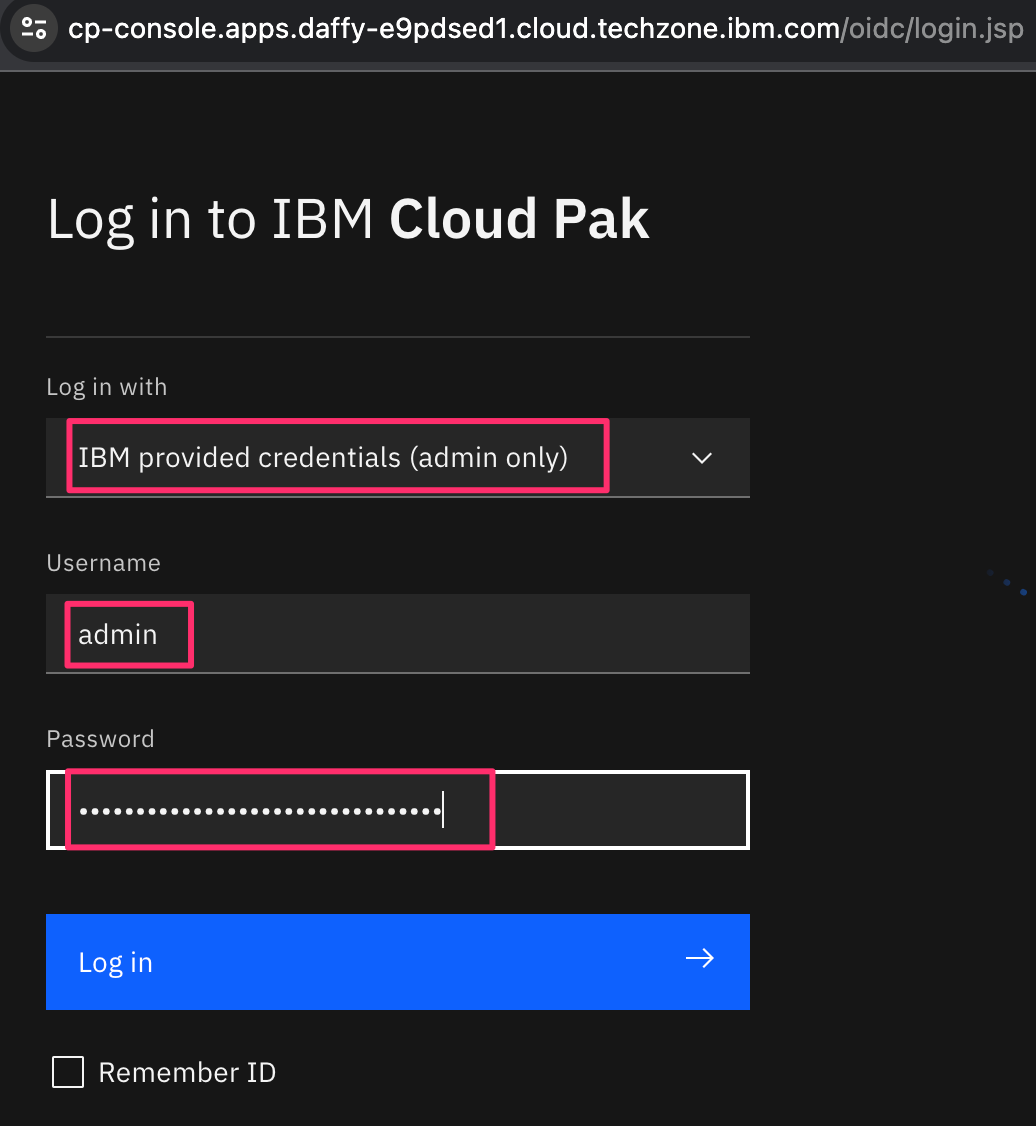 cp-console.apps.daffy-e9pdsed1.cloud.techzone.ibm.com/oidc/login.jsp
Log in to IBM Cloud Pak
Log in with
IBM provided credentials (admin only)
Username
admin
Password
••••••••••••••••••••••••••••••••
Log in
Remember ID